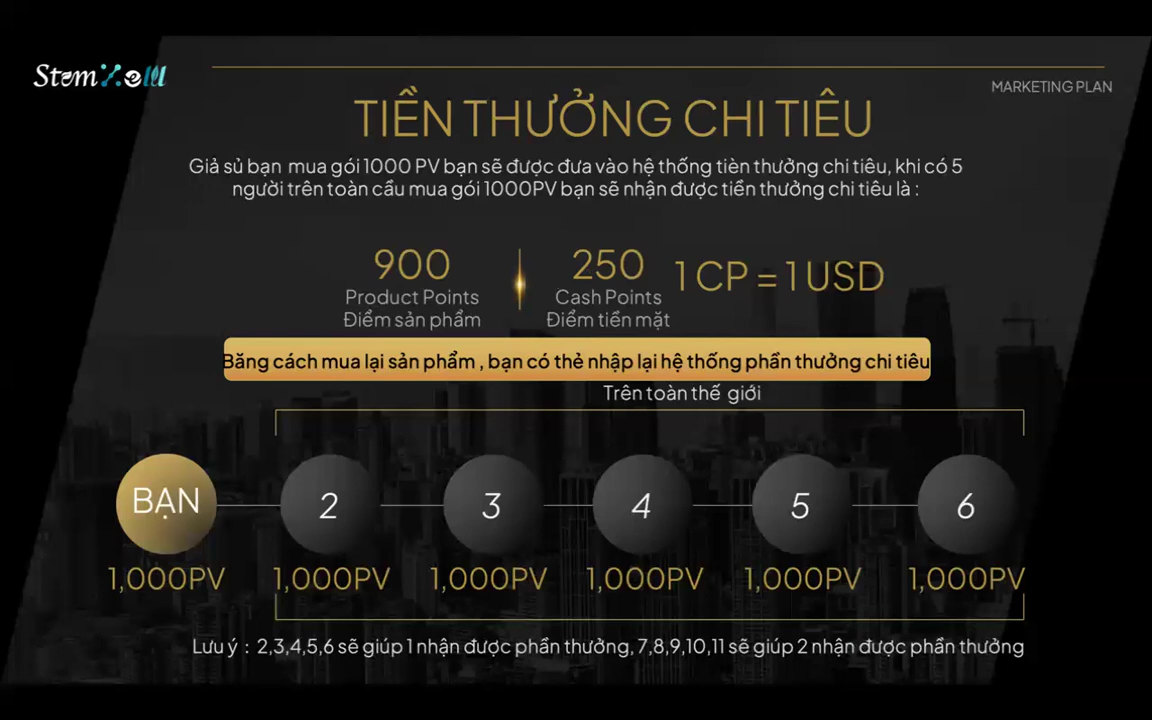 StemXell
MARKETING PLAN
TIỀN THƯỞNG CHI TIÊU
Giả sủ bạn mua gói 1000 PV bạn sẽ được đưa vào hệ thống tièn thưởng chi tiêu, khi có 5
người trên toàn cầu mua gói 1000PV bạn sẽ nhận được tiền thưởng chi tiêu là :
900
Product Points
Điểm sản phẩm
250
Cash Points
Điểm tiền mặt
1 CP = 1 USD
Băng cách mua lại sản phẩm , bạn có thẻ nhập lại hệ thống phần thưởng chi tiêu
Trên toàn thế giới
BẠN
2
3
4
5
6
1,000PV
1,000PV
1,000PV
1,000PV
1,000PV
1,000PV
Lưu ý : 2,3,4,5,6 sẽ giúp 1 nhận được phần thưởng, 7,8,9,10,11 sẽ giúp 2 nhận được phần thưởng